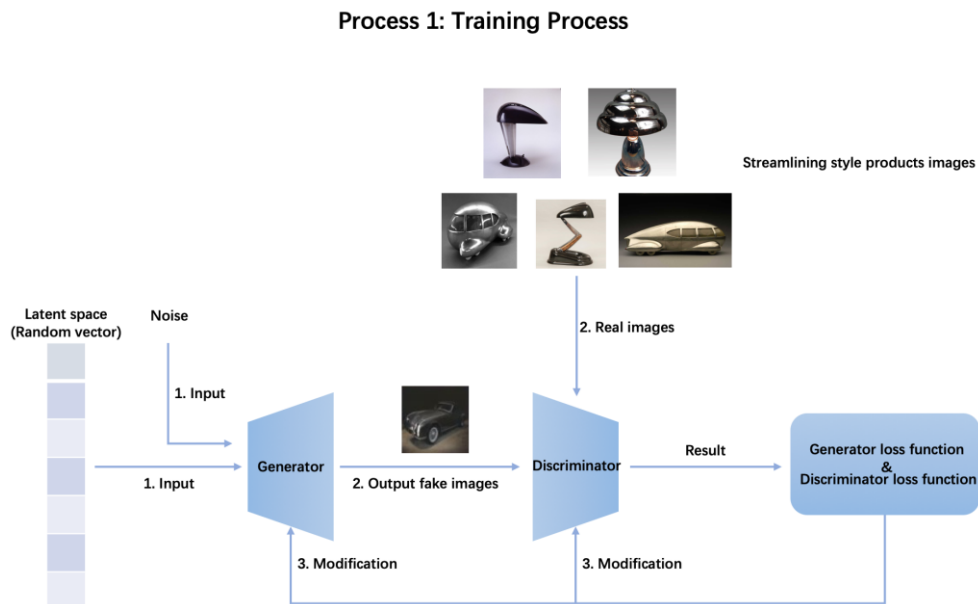 Process 1: Training Process
Streamlining style products images
Latent space
(Random vector)
Noise
2. Real images
1. Input
Generator
Discriminator
Result
Generator loss function
&
Discriminator loss function
1. Input
2. Output fake images
3. Modification
3. Modification